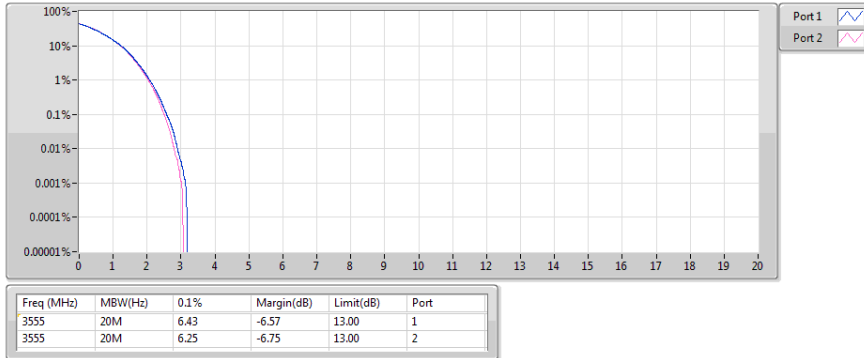 100%
Port 1
Port 2
10%
1%
0.1%
0.01%
0.001%
0.0001%
0.00001%
0 1 2 3 4 5 6 7 8 9 10 11 12 13 14 15 16 17 18 19 20
Freq (MHz) MBW(Hz) 0.1% Margin(dB) Limit(dB) Port
3555 20M 6.43 -6.57 13.00 1
3555 20M 6.25 -6.75 13.00 2